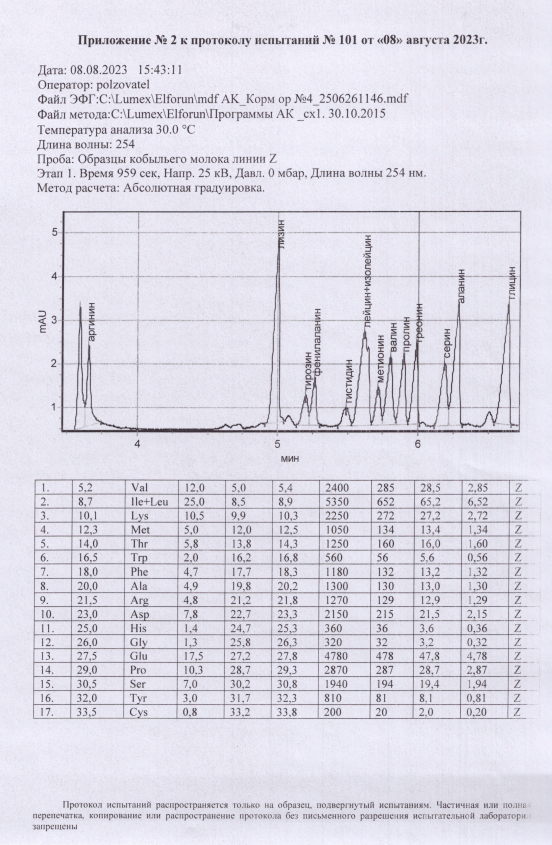 Приложение № 2 к протоколу испытаний № 101 от «08» августа 2023г.
Дата: 08.08.2023 15:43:11
Оператор: polzovatel
Файл ЭФГ:C:\Lumex\Elforun\mdf АК_Корм ор №4_2506261146.mdf
Файл метода:C:\Lumex\Elforun\Программы АК _сх1. 30.10.2015
Температура анализа 30.0 °C
Длина волны: 254
Проба: Образцы кобыльего молока линии Z
Этап 1. Время 959 сек, Напр. 25 кВ, Давл. 0 мбар, Длина волны 254 нм.
Метод расчета: Абсолютная градуировка.
mAU
5
4
3
2
1
аргинин
лизин
тирозин
фенилаланин
гистидин
лейцин+изолейцин
метионин
валин
пролин
треонин
серин
аланин
глицин
4 5 6
мин
1. 5,2 Val 12,0 5,0 5,4 2400 285 28,5 2,85 Z
2. 8,7 Ile+Leu 25,0 8,5 8,9 5350 652 65,2 6,52 Z
3. 10,1 Lys 10,5 9,9 10,3 2250 272 27,2 2,72 Z
4. 12,3 Met 5,0 12,0 12,5 1050 134 13,4 1,34 Z
5. 14,0 Thr 5,8 13,8 14,3 1250 160 16,0 1,60 Z
6. 16,5 Trp 2,0 16,2 16,8 560 56 5,6 0,56 Z
7. 18,0 Phe 4,7 17,7 18,3 1180 132 13,2 1,32 Z
8. 20,0 Ala 4,9 19,8 20,2 1300 130 13,0 1,30 Z
9. 21,5 Arg 4,8 21,2 21,8 1270 129 12,9 1,29 Z
10. 23,0 Asp 7,8 22,7 23,3 2150 215 21,5 2,15 Z
11. 25,0 His 1,4 24,7 25,3 360 36 3,6 0,36 Z
12. 26,0 Gly 1,3 25,8 26,3 320 32 3,2 0,32 Z
13. 27,5 Glu 17,5 27,2 27,8 4780 478 47,8 4,78 Z
14. 29,0 Pro 10,3 28,7 29,3 2870 287 28,7 2,87 Z
15. 30,5 Ser 7,0 30,2 30,8 1940 194 19,4 1,94 Z
16. 32,0 Tyr 3,0 31,7 32,3 810 81 8,1 0,81 Z
17. 33,5 Cys 0,8 33,2 33,8 200 20 2,0 0,20 Z
Протокол испытаний распространяется только на образец, подвергнутый испытаниям. Частичная или
перепечатка, копирование или распространение протокола без письменного разрешения испытательной
запрещены